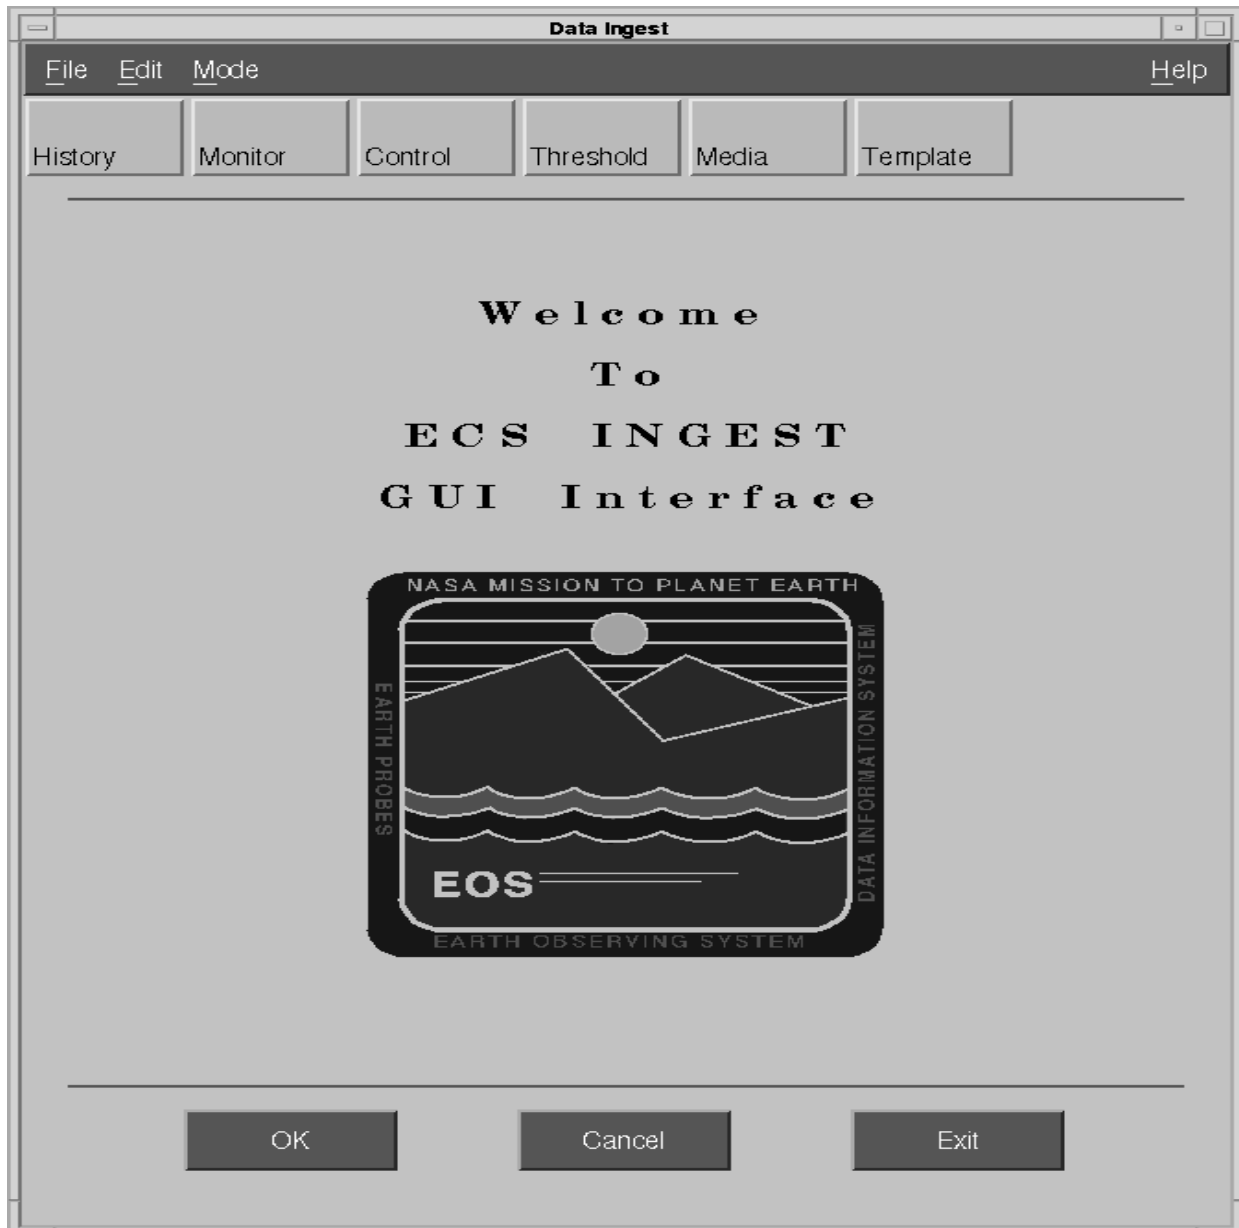 Data Ingest
File Edit Mode Help
History Monitor Control Threshold Media Template
Welcome
To
ECS INGEST
GUI Interface
NASA MISSION TO PLANET EARTH
EARTH PROBES
DATA INFORMATION SYSTEM
EOS
EARTH OBSERVING SYSTEM
OK Cancel Exit